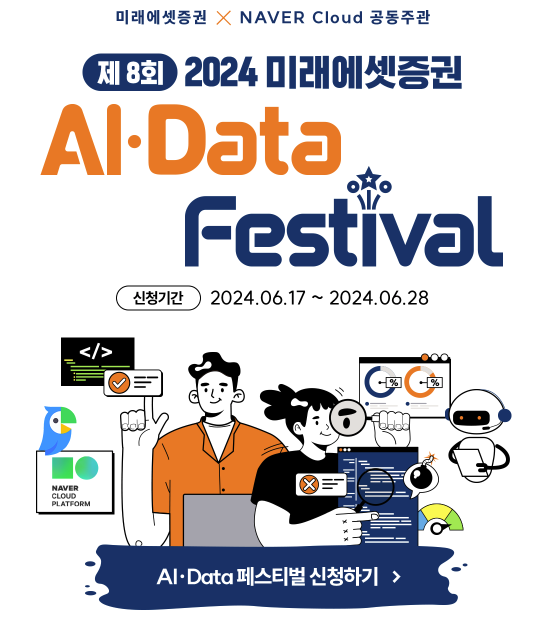 미래에셋증권 × NAVER Cloud 공동주관
제 8회 2024 미래에셋증권
AI·Data
Festival
신청기간 2024.06.17 ~ 2024.06.28
</>
%
%
NAVER
CLOUD
PLATFORM
AI·Data 페스티벌 신청하기 >